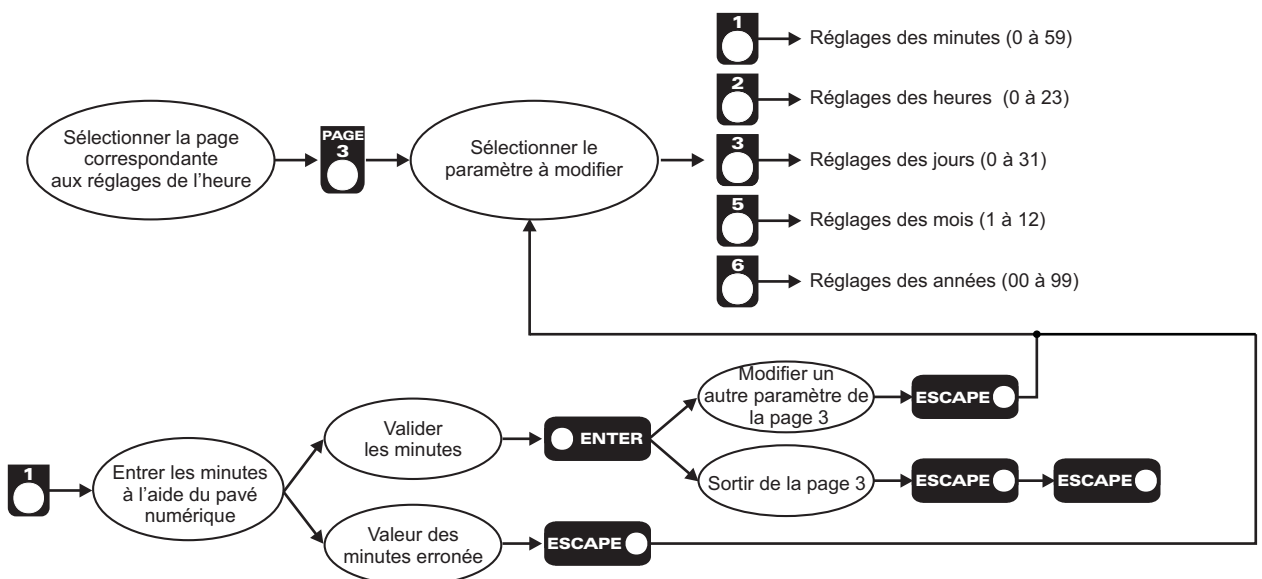 Sélectionner la page
correspondante
aux réglages de l'heure
PAGE
3
Sélectionner le
paramètre à modifier
1
Réglages des minutes (0 à 59)
2
Réglages des heures (0 à 23)
3
Réglages des jours (0 à 31)
5
Réglages des mois (1 à 12)
6
Réglages des années (00 à 99)
1
Entrer les minutes
à l'aide du pavé
numérique
Valider
les minutes
ENTER
Modifier un
autre paramètre de
la page 3
ESCAPE
Sortir de la page 3
ESCAPE
ESCAPE
Valeur des
minutes erronée
ESCAPE